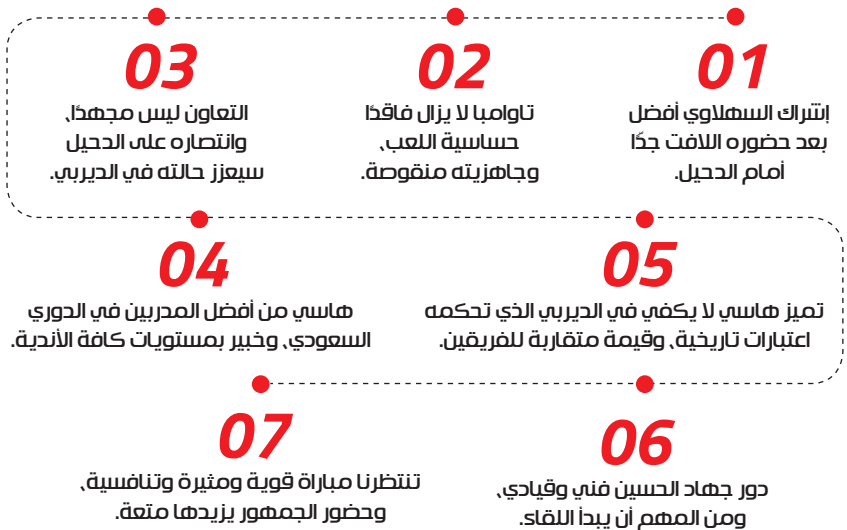 01
إشراك السهلاوي أفضل
بعد حضوره اللافت جدًا
أمام الدحيل.
02
تاوامبا لا يزال فاقدًا
حساسية اللعب،
وجاهزيته منقوصة.
03
التعاون ليس مجهدًا،
وانتصاره على الدحيل
سيعزز حالته في الديربي.
04
هاسي من أفضل المدربين في الدوري
السعودي، وخبير بمستويات كافة الأندية.
05
تميز هاسي لا يكفي في الديربي الذي تحكمه
اعتبارات تاريخية، وقيمة متقاربة للفريقين.
06
دور جهاد الحسين فني وقيادي،
ومن المهم أن يبدأ اللقاء.
07
تنتظرنا مباراة قوية ومثيرة وتنافسية،
وحضور الجمهور يزيدها متعة.